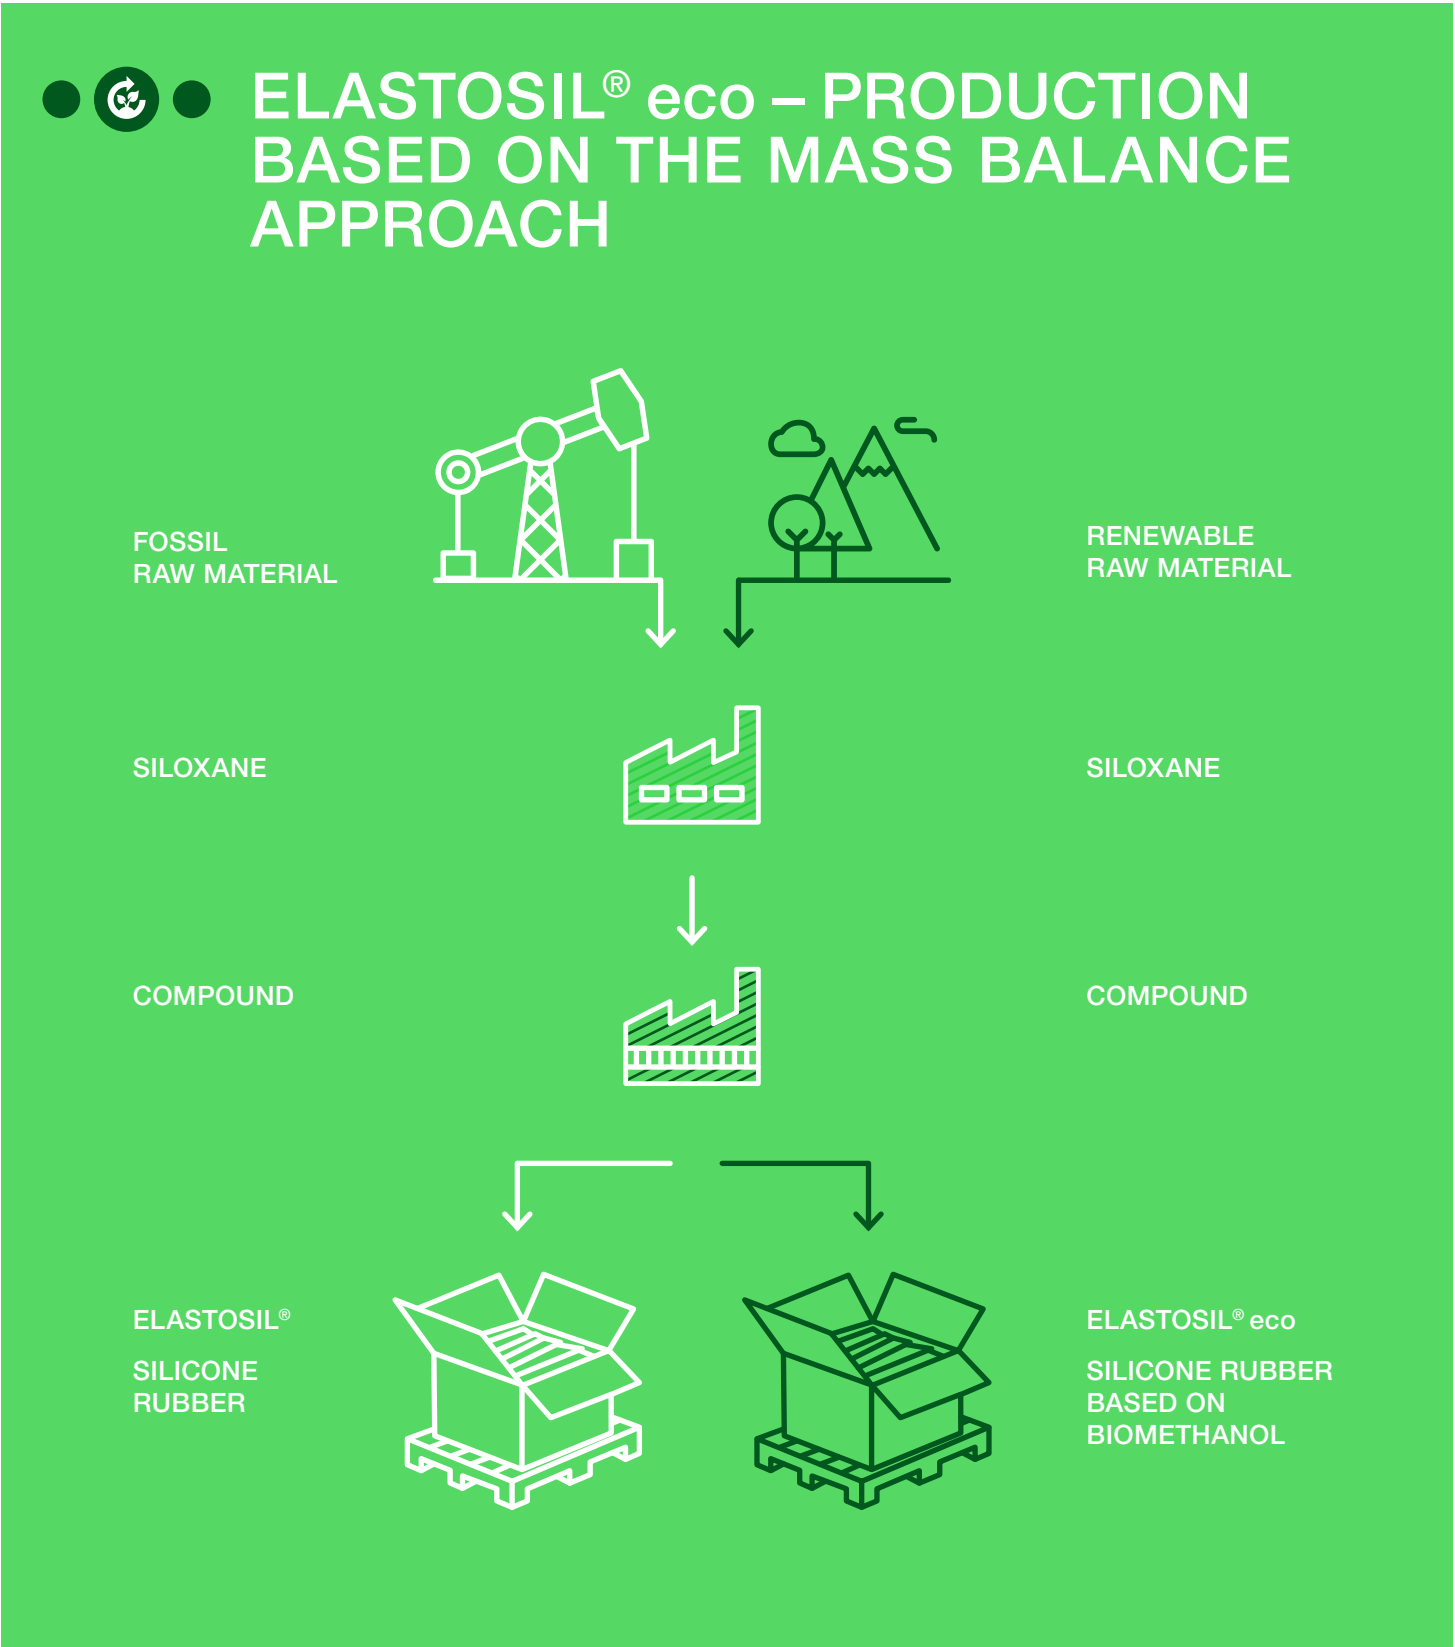 ELASTOSIL® eco – PRODUCTION
BASED ON THE MASS BALANCE
APPROACH
FOSSIL
RAW MATERIAL
RENEWABLE
RAW MATERIAL
SILOXANE
SILOXANE
COMPOUND
COMPOUND
ELASTOSIL®
SILICONE
RUBBER
ELASTOSIL® eco
SILICONE RUBBER
BASED ON
BIOMETHANOL